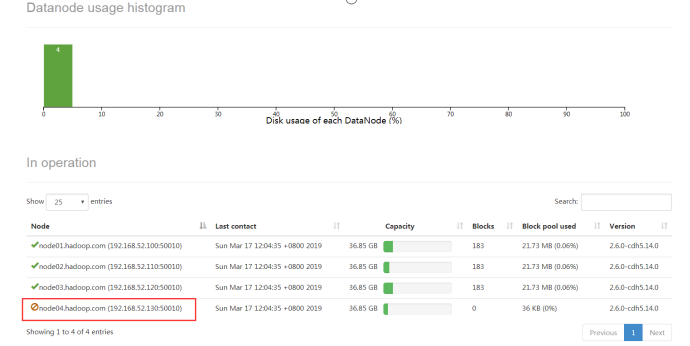 Datanode usage histogram
4
0 10 20 30 40 50 60 70 80 90 100
Disk usage of each DataNode (%)
In operation
Show 25 entries Search:
Node Last contact Capacity Blocks Block pool used Version
node01.hadoop.com (192.168.52.100:50010) Sun Mar 17 12:04:35 +0800 2019 36.85 GB 183 21.73 MB (0.06%) 2.6.0-cdh5.14.0
node02.hadoop.com (192.168.52.110:50010) Sun Mar 17 12:04:35 +0800 2019 36.85 GB 183 21.73 MB (0.06%) 2.6.0-cdh5.14.0
node03.hadoop.com (192.168.52.120:50010) Sun Mar 17 12:04:35 +0800 2019 36.85 GB 183 21.73 MB (0.06%) 2.6.0-cdh5.14.0
node04.hadoop.com (192.168.52.130:50010) Sun Mar 17 12:04:35 +0800 2019 36.85 GB 0 36 KB (0%) 2.6.0-cdh5.14.0
Showing 1 to 4 of 4 entries Previous 1 Next